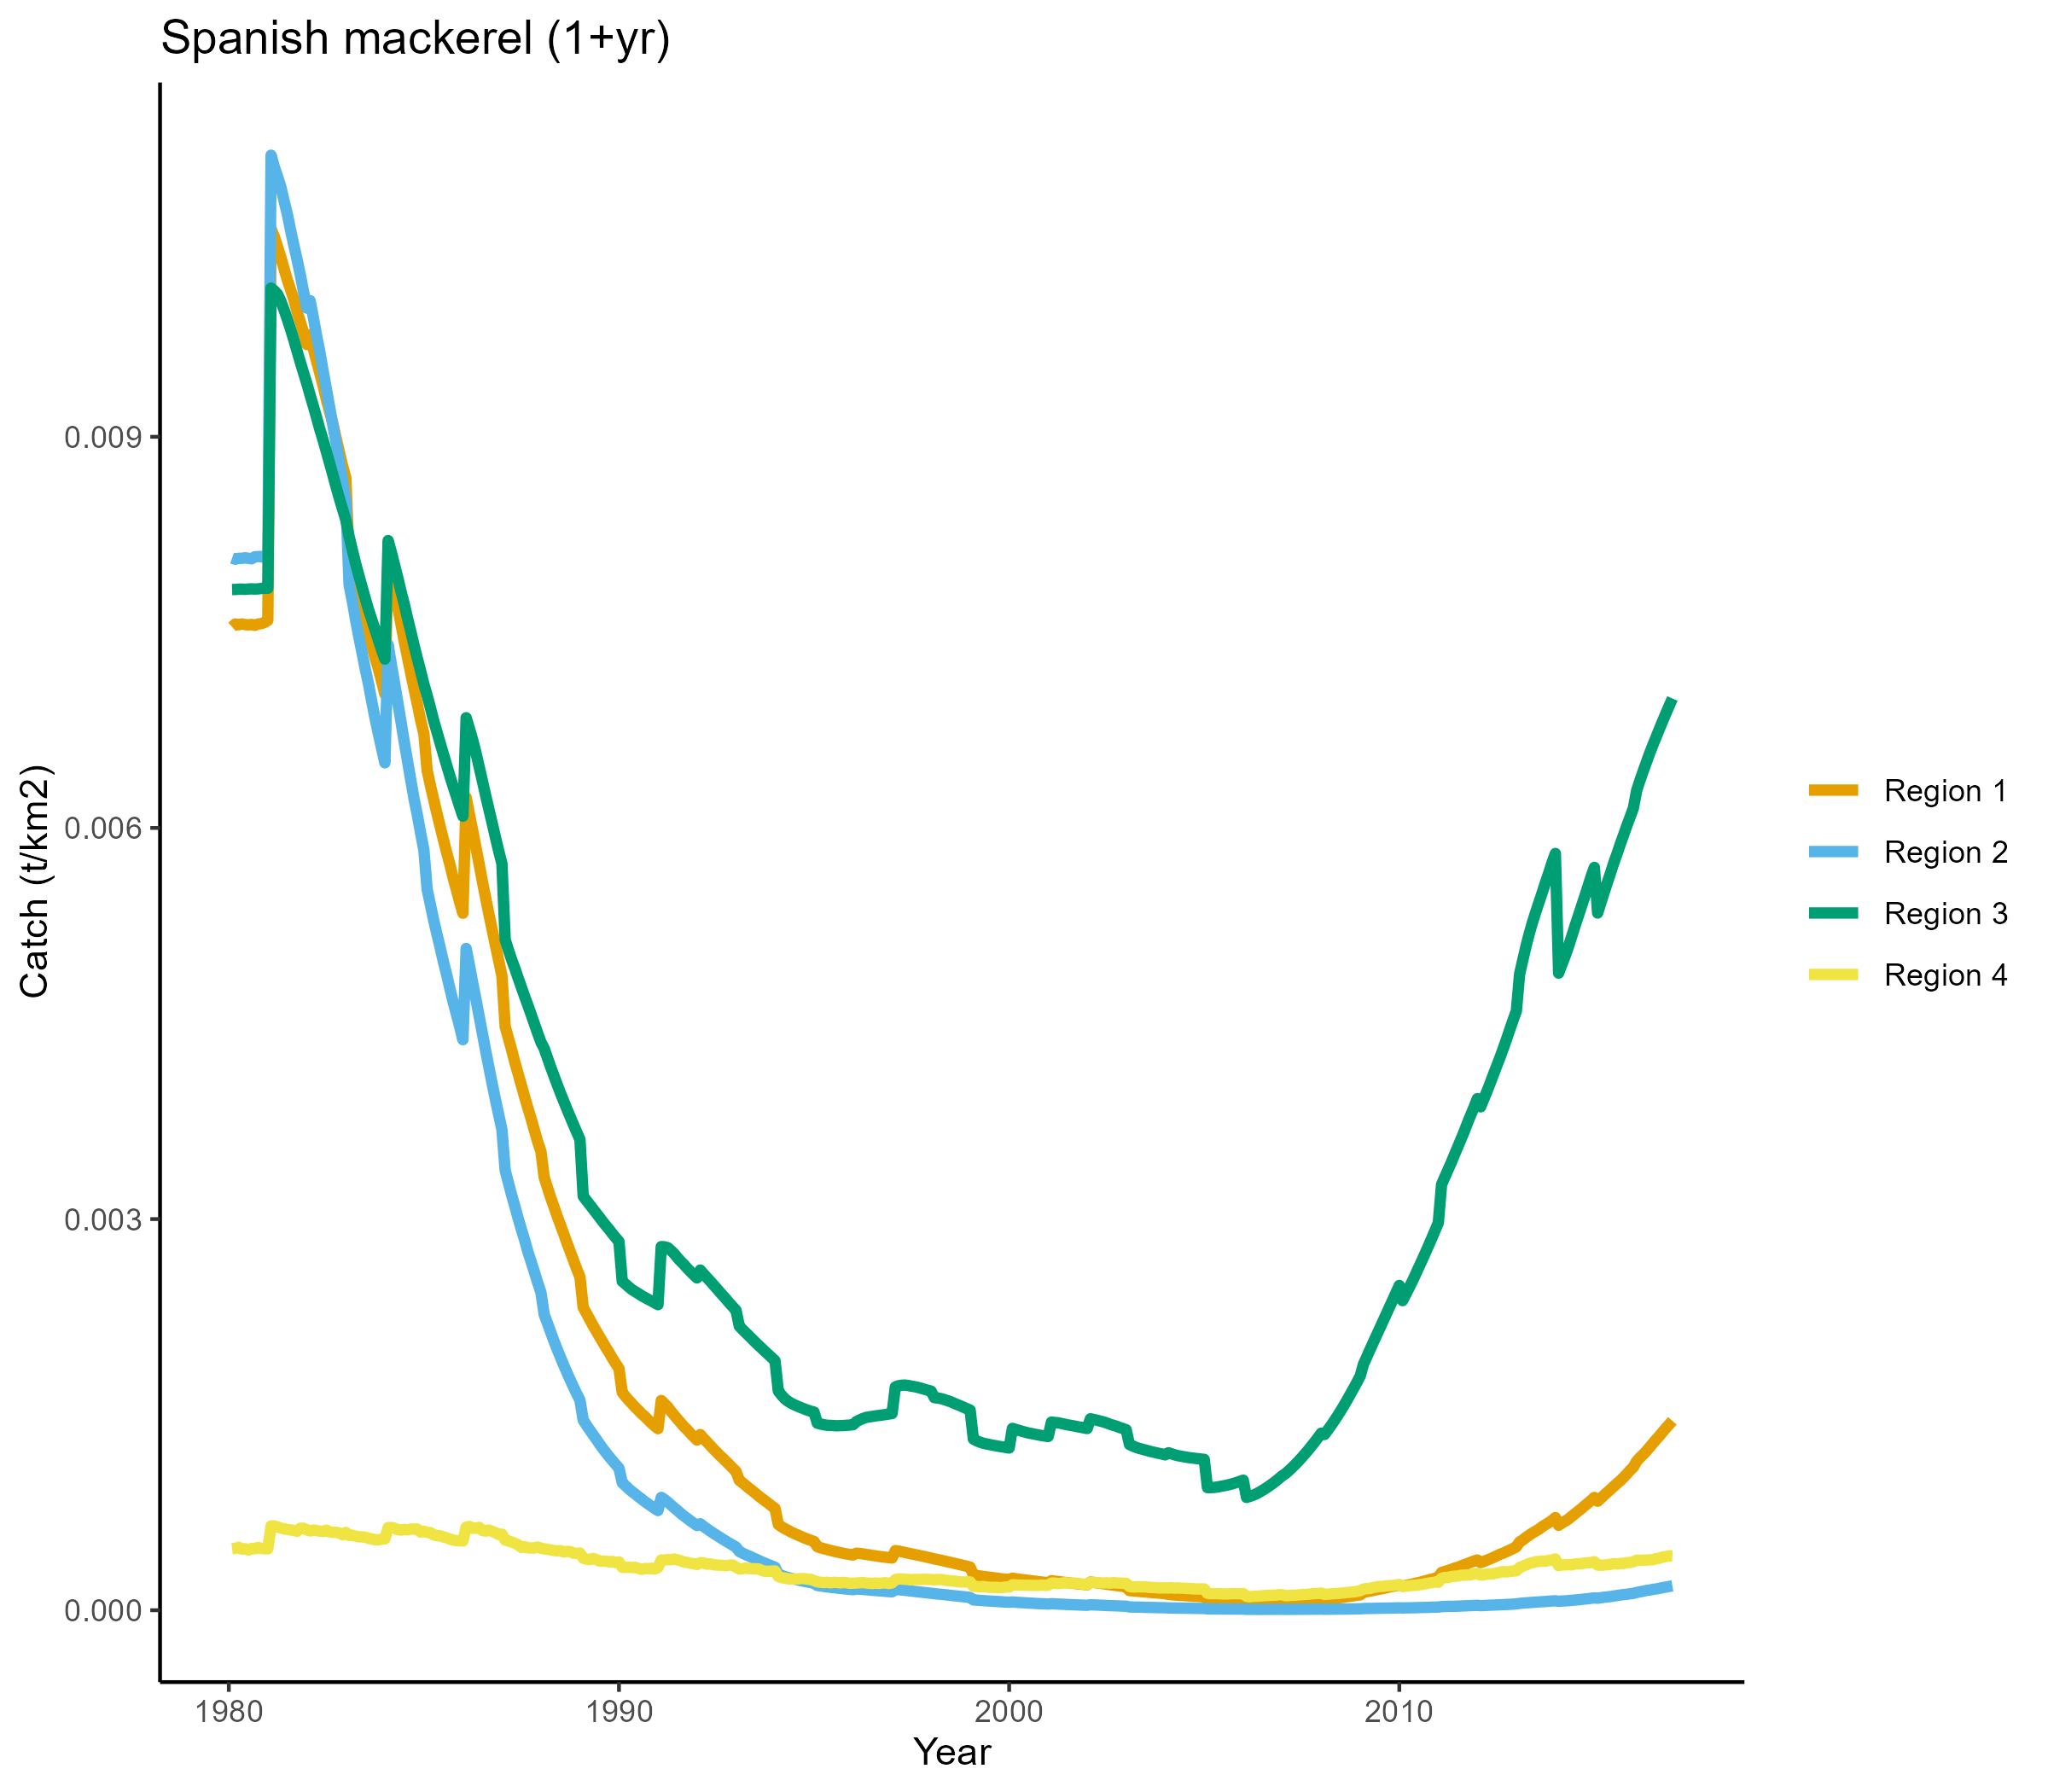 Spanish mackerel (1+yr)
Catch (t/km2)
0.009
0.006
0.003
0.000
1980
1990
2000
2010
Year
Region 1
Region 2
Region 3
Region 4